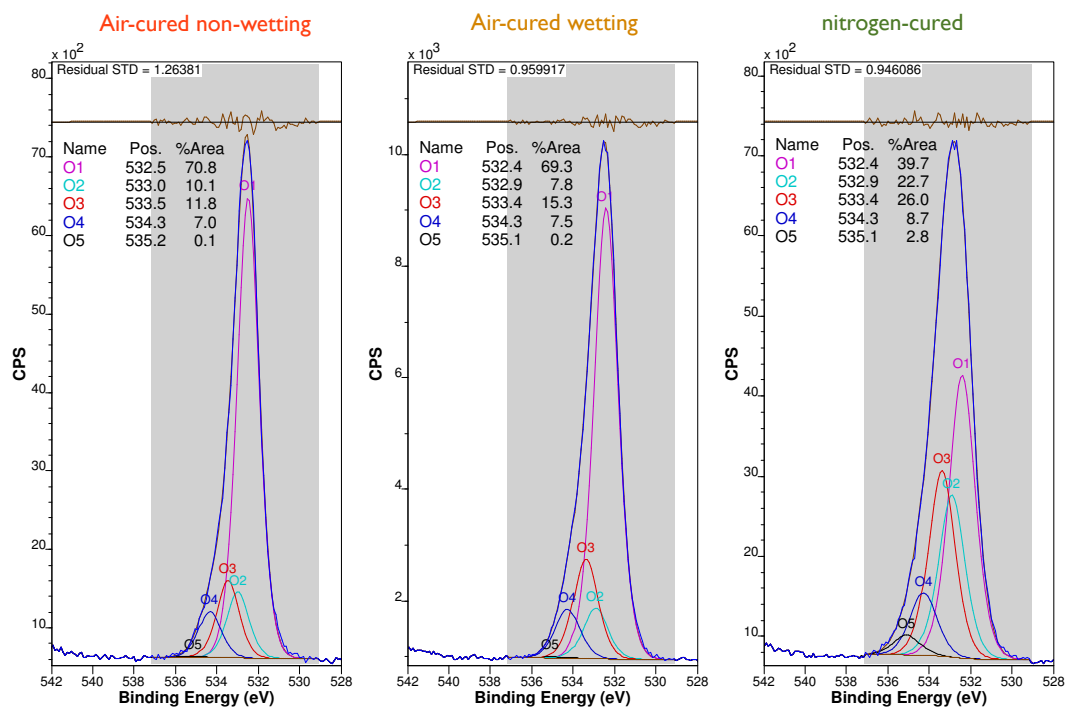 Air-cured non-wetting
x 10²
Residual STD = 1.26381
80
70
60
50
40
30
20
10
CPS
Name Pos. %Area
O1 532.5 70.8
O2 533.0 10.1
O3 533.5 11.8
O4 534.3 7.0
O5 535.2 0.1
O1
O3
O2
O4
O5
542 540 538 536 534 532 530 528
Binding Energy (eV)
Air-cured wetting
x 10³
Residual STD = 0.959917
10
8
6
4
2
CPS
Name Pos. %Area
O1 532.4 69.3
O2 532.9 7.8
O3 533.4 15.3
O4 534.3 7.5
O5 535.1 0.2
O1
O3
O4
O2
O5
542 540 538 536 534 532 530 528
Binding Energy (eV)
nitrogen-cured
x 10²
Residual STD = 0.946086
80
70
60
50
40
30
20
10
CPS
Name Pos. %Area
O1 532.4 39.7
O2 532.9 22.7
O3 533.4 26.0
O4 534.3 8.7
O5 535.1 2.8
O1
O3
O2
O4
O5
542 540 538 536 534 532 530 528
Binding Energy (eV)